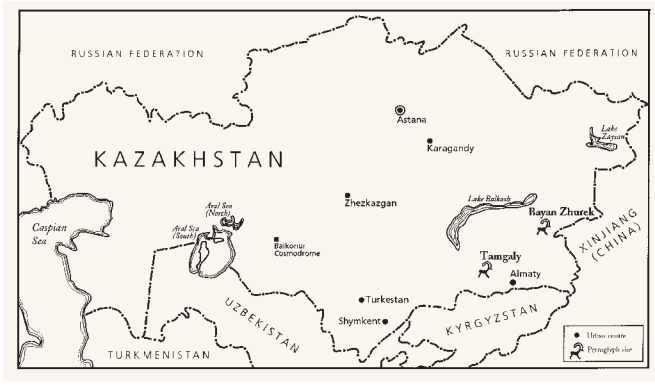 RUSSIAN FEDERATION
RUSSIAN FEDERATION
Astana
Lake
Zaysan
Karagandy
KAZAKHSTAN
Zhezkazgan
Lake Balkash
Bayan Zhurek
Aral Sea
(North)
Caspian
Sea
Aral Sea
(South)
XINJIANG
(CHINA)
Baikonur
Cosmodrome
Tamgaly
Almaty
Turkestan
UZBEKISTAN
Shymkent
KYRGYZSTAN
Urban centre
Petroglyph site
TURKMENISTAN